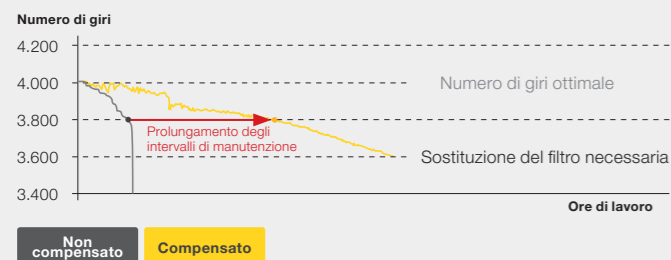 Numero di giri
4.200
4.000
Numero di giri ottimale
3.800
Prolungamento degli
intervalli di manutenzione
3.600
Sostituzione del filtro necessaria
3.400
Ore di lavoro
Non
compensato
Compensato